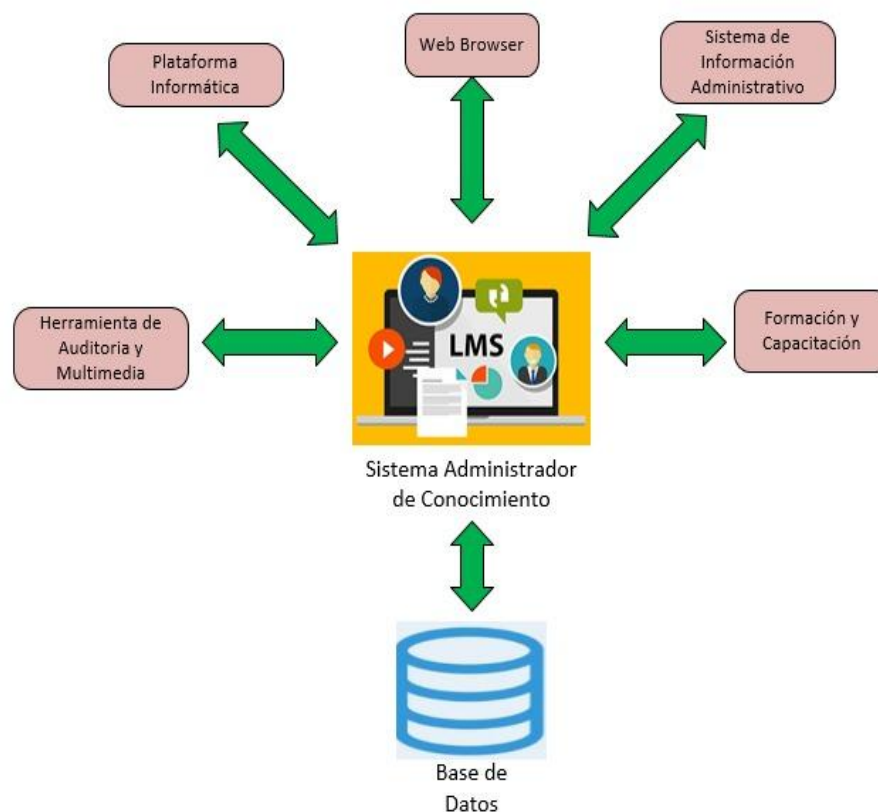 Plataforma
Informática
Web Browser
Sistema de
Información
Administrativo
Herramienta de
Auditoria y
Multimedia
LMS
Formación y
Capacitación
Sistema Administrador
de Conocimiento
Base de
Datos